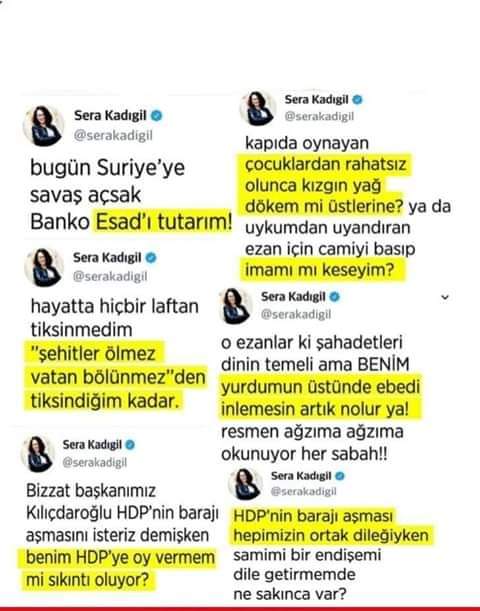 Sera Kadıgil
@serakadigil
bugün Suriye'ye
savaş açsak
Banko Esad'ı tutarım!
Sera Kadıgil
@serakadigil
kapıda oynayan
çocuklardan rahatsız
olunca kızgın yağ
dökem mi üstlerine? ya da
uykumdan uyandıran
ezan için camiyi basıp
imamı mı keseyim?
Sera Kadıgil
@serakadigil
hayatta hiçbir laftan
tiksinmedim
"şehitler ölmez
vatan bölünmez"den
tiksindiğim kadar.
Sera Kadıgil
@serakadigil
o ezanlar ki şahadetleri
dinin temeli ama BENİM
yurdumun üstünde ebedi
inlemesin artık nolur ya!
resmen ağzıma ağzıma
okunuyor her sabah!!
Sera Kadıgil
@serakadigil
Bizzat başkanımız
Kılıçdaroğlu HDP'nin barajı
aşmasını isteriz demişken
benim HDP'ye oy vermem
mi sıkıntı oluyor?
Sera Kadıgil
@serakadigil
HDP'nin barajı aşması
hepimizin ortak dileğiyken
samimi bir endişemi
dile getirmemde
ne sakınca var?